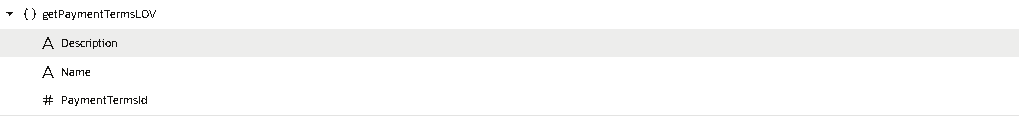 {} getPaymentTermsLOV
A Description
A Name
# PaymentTermsId